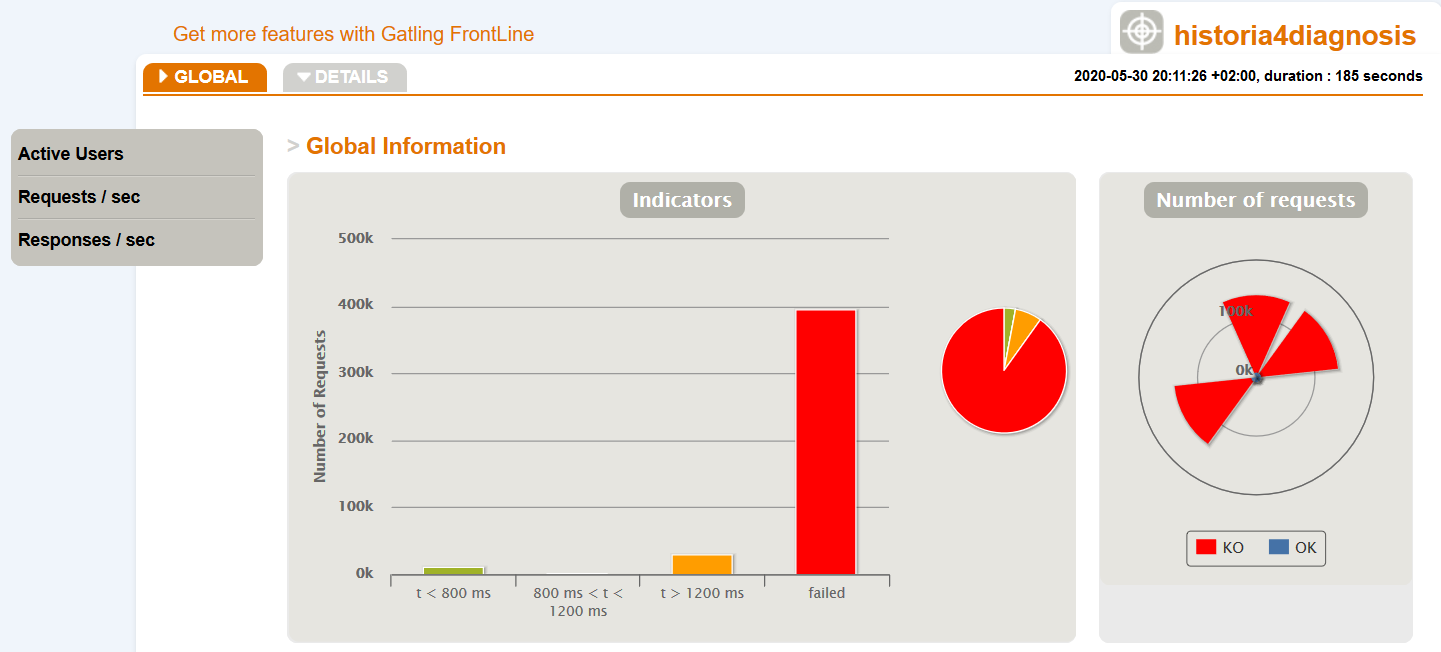 Get more features with Gatling FrontLine
historia4diagnosis
GLOBAL
DETAILS
2020-05-30 20:11:26 +02:00, duration : 185 seconds
Active Users
Requests / sec
Responses / sec
> Global Information
Indicators
Number of Requests
500k
400k
300k
200k
100k
0k
t < 800 ms
800 ms < t <
1200 ms
t > 1200 ms
failed
Number of requests
100k
0k
KO
OK